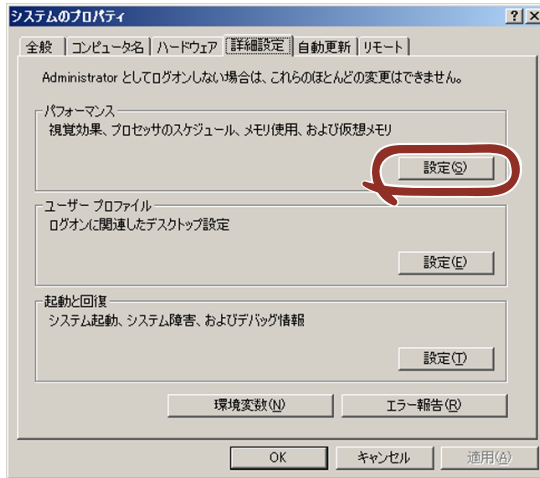 システムのプロパティ
全般 コンピュータ名 ハードウェア 詳細設定 自動更新 リモート
Administrator としてログオンしない場合は、これらのほとんどの変更はできません。
パフォーマンス
視覚効果、プロセッサのスケジュール、メモリ使用、および仮想メモリ
設定(S)
ユーザー プロファイル
ログオンに関連したデスクトップ設定
設定(E)
起動と回復
システム起動、システム障害、およびデバッグ情報
設定(T)
環境変数(N) エラー報告(R)
OK キャンセル 適用(A)